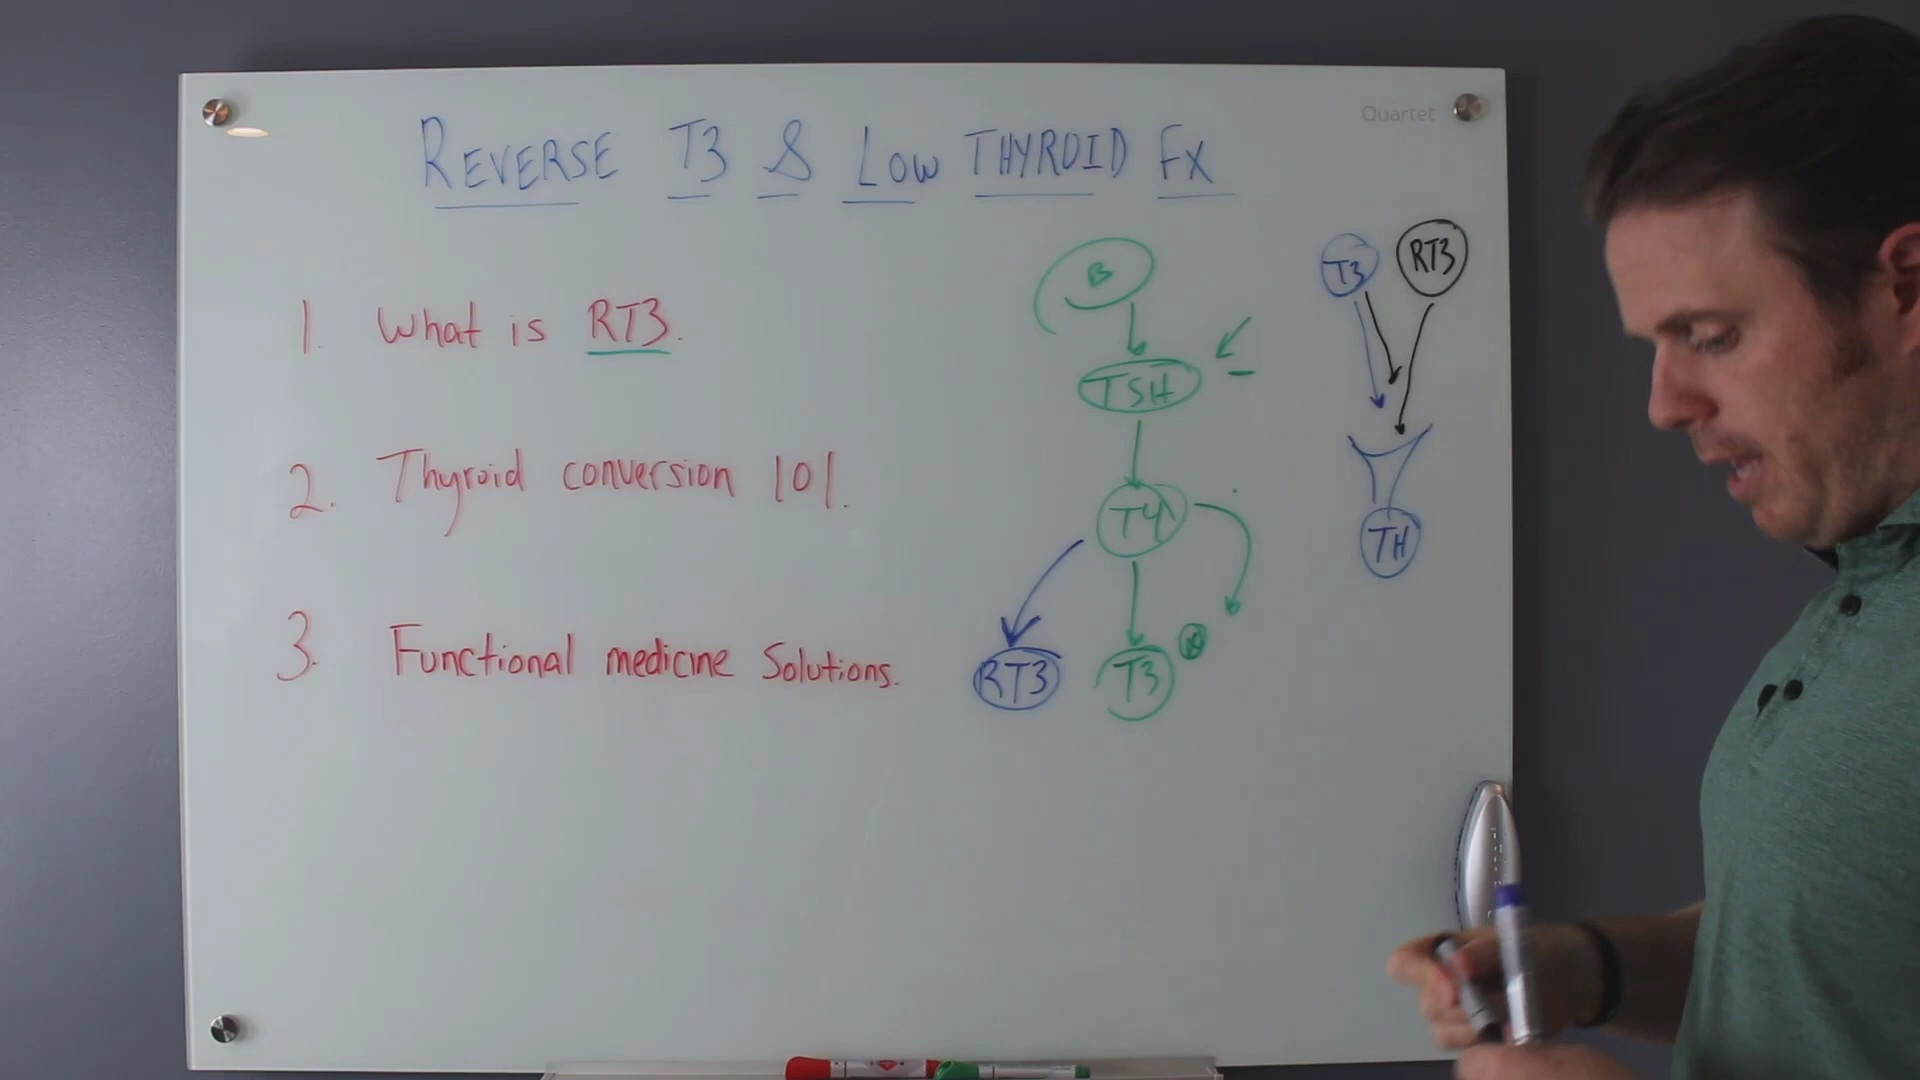 Quartet
REVERSE T3 & LOW THYROID FX
1. What is RT3.
2. Thyroid conversion 101.
3. Functional medicine Solutions.
B
TSH
T4
RT3 T3
T3 RT3
TH